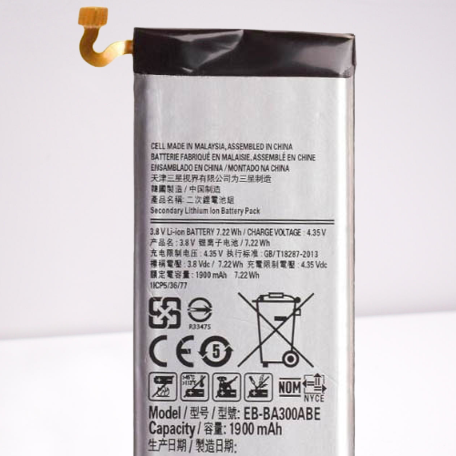 CELL MADE IN MALAYSIA, ASSEMBLED IN CHINA
BATTERIE FABRIQUÉ EN MALAISIE, ASSEMBLÉ EN CHINE
ENSAMBLADO EN CHINA / MONTADO NA CHINA
天津三星视界有限公司为三星制造
韓國製造 / 中国制造
產品名稱: 二次鋰電池組
Secondary Lithium Ion Battery Pack
3.8 V Li-ion BATTERY 7.22 Wh / CHARGE VOLTAGE : 4.35 V
产品名 : 3.8 V 锂离子电池 / 7.22 Wh
充电限制电压 : 4.35 V 执行标准 : GB/T18287-2013
標稱電壓 : 3.8 Vdc / 7.22 Wh 充電限制電壓 : 4.35 Vdc
額定電容量: 1900 mAh 7.22 Wh
1ICP5/36/77
R33475
CE 5
NOM
NYCE
Model / 型号 / 型號: EB-BA300ABE
Capacity / 容量: 1900 mAh
生产日期 / 製造日期: